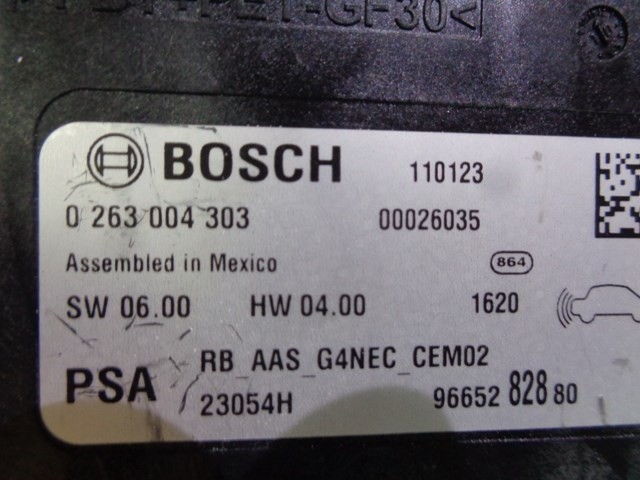 BOSCH 110123
0 263 004 303 00026035
Assembled in Mexico 864
SW 06.00 HW 04.00 1620
RB_AAS_G4NEC_CEM02
PSA 23054H 96652 828 80